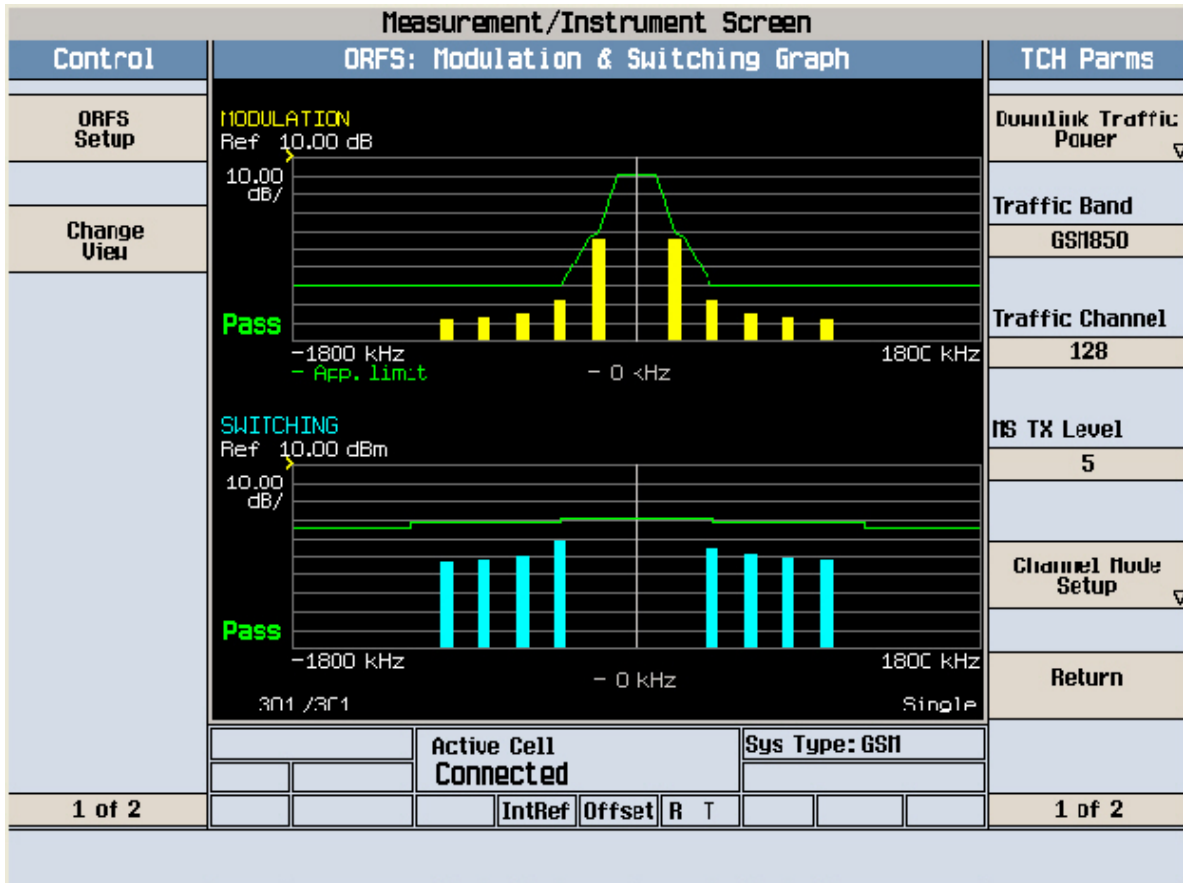 Measurement/Instrument Screen
Control
ORFS: Modulation & Switching Graph
TCH Parms
ORFS
Setup
Change
View
1 of 2
MODULATION
Ref 10.00 dB
10.00
dB/
Pass
-1800 kHz
1800 kHz
- App. limit
- 0 kHz
SWITCHING
Ref 10.00 dBm
10.00
dB/
Pass
-1800 kHz
1800 kHz
- 0 kHz
301/301
Single
Active Cell
Connected
Sys Type: GSM
IntRef
Offset
R T
Downlink Traffic
Power
Traffic Band
GSM850
Traffic Channel
128
MS TX Level
5
Channel Mode
Setup
Return
1 of 2